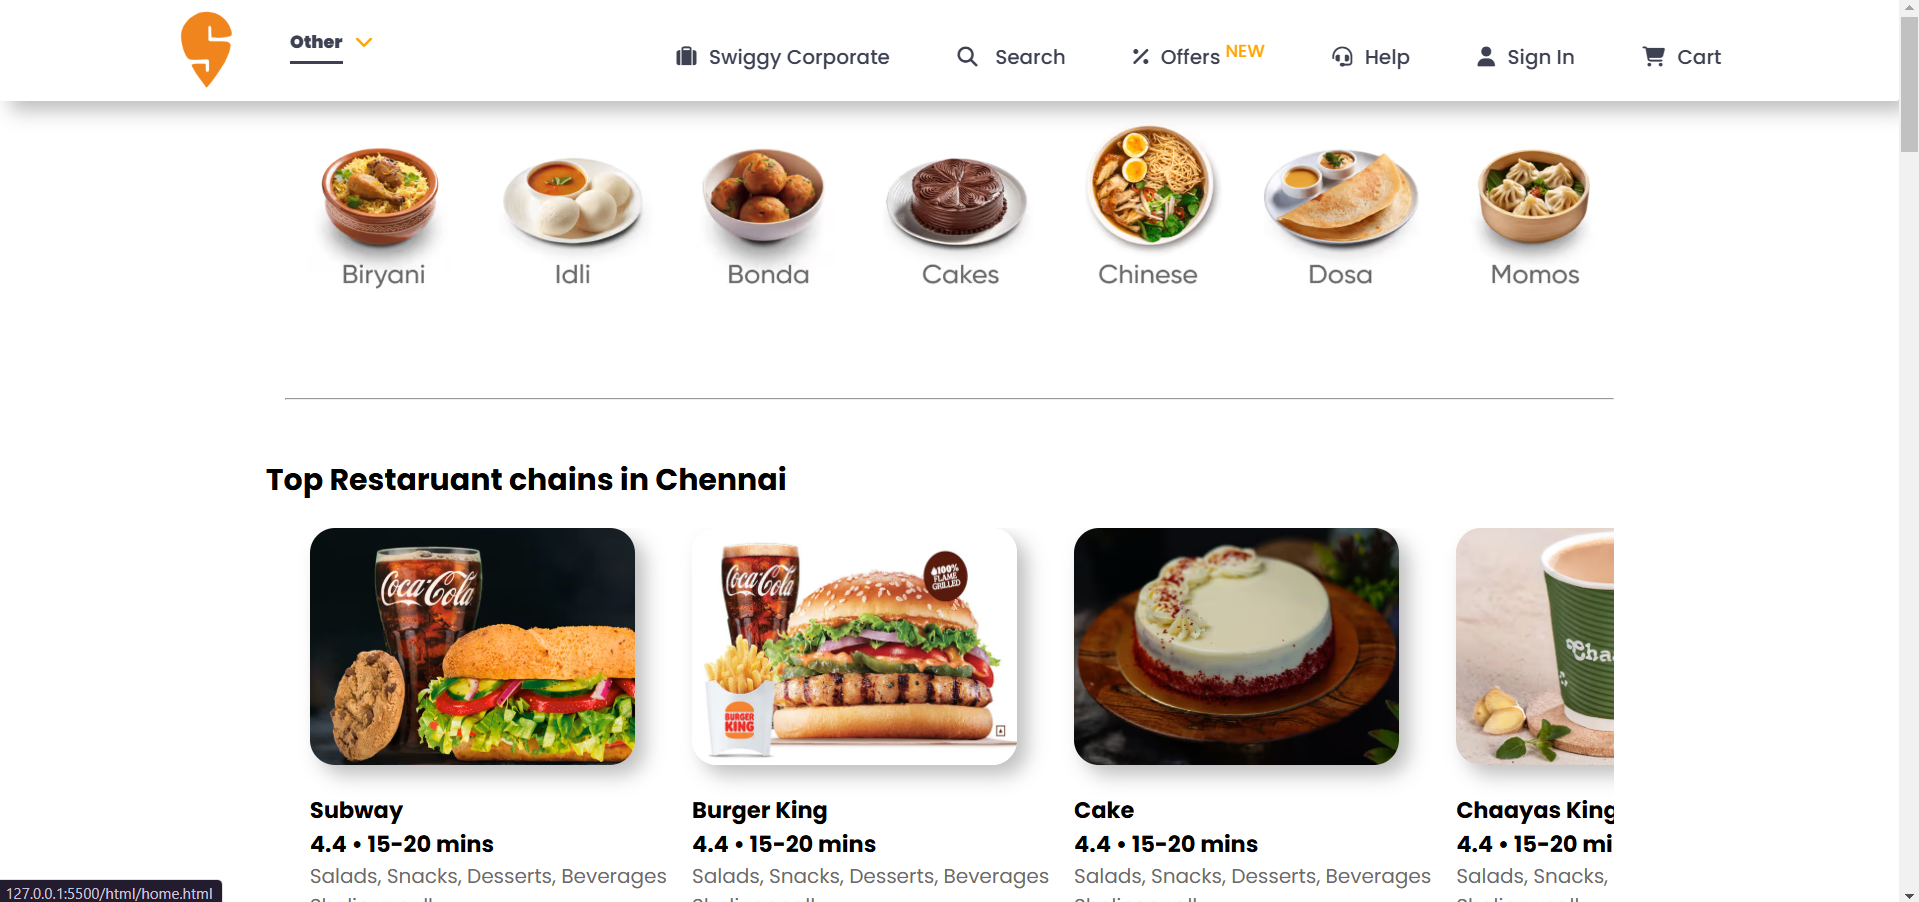 Other
Swiggy Corporate
Search
Offers NEW
Help
Sign In
Cart
Biryani
Idli
Bonda
Cakes
Chinese
Dosa
Momos
Top Restaruant chains in Chennai
Coca-Cola
Coca-Cola
100%
FLAME
GRILLED
BURGER
KING
Chaa
Subway
4.4 • 15-20 mins
Salads, Snacks, Desserts, Beverages
Burger King
4.4 • 15-20 mins
Salads, Snacks, Desserts, Beverages
Cake
4.4 • 15-20 mins
Salads, Snacks, Desserts, Beverages
Chaayas King
4.4 • 15-20 mi
Salads, Snacks,
127.0.0.1:5500/html/home.html